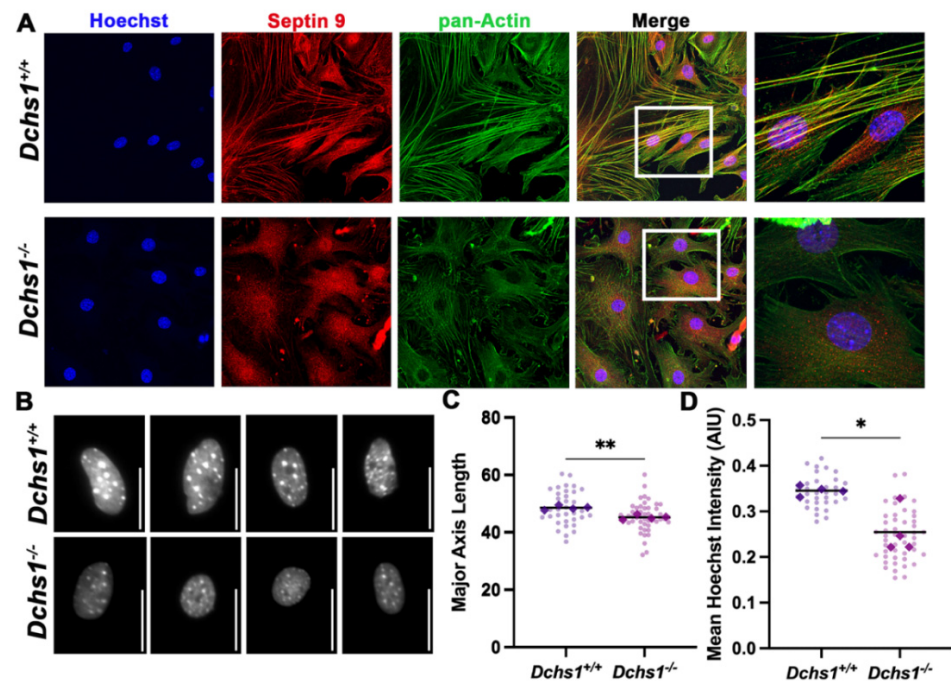 A
Hoechst Septin 9 pan-Actin Merge
Dchs1+/+
Dchs1-/-
B
Dchs1+/+
Dchs1-/-
C
Major Axis Length
80
60
40
20
0
**
Dchs1+/+ Dchs1-/-
D
Mean Hoechst Intensity (AIU)
0.5
0.4
0.3
0.2
0.1
0.0
*
Dchs1+/+ Dchs1-/-